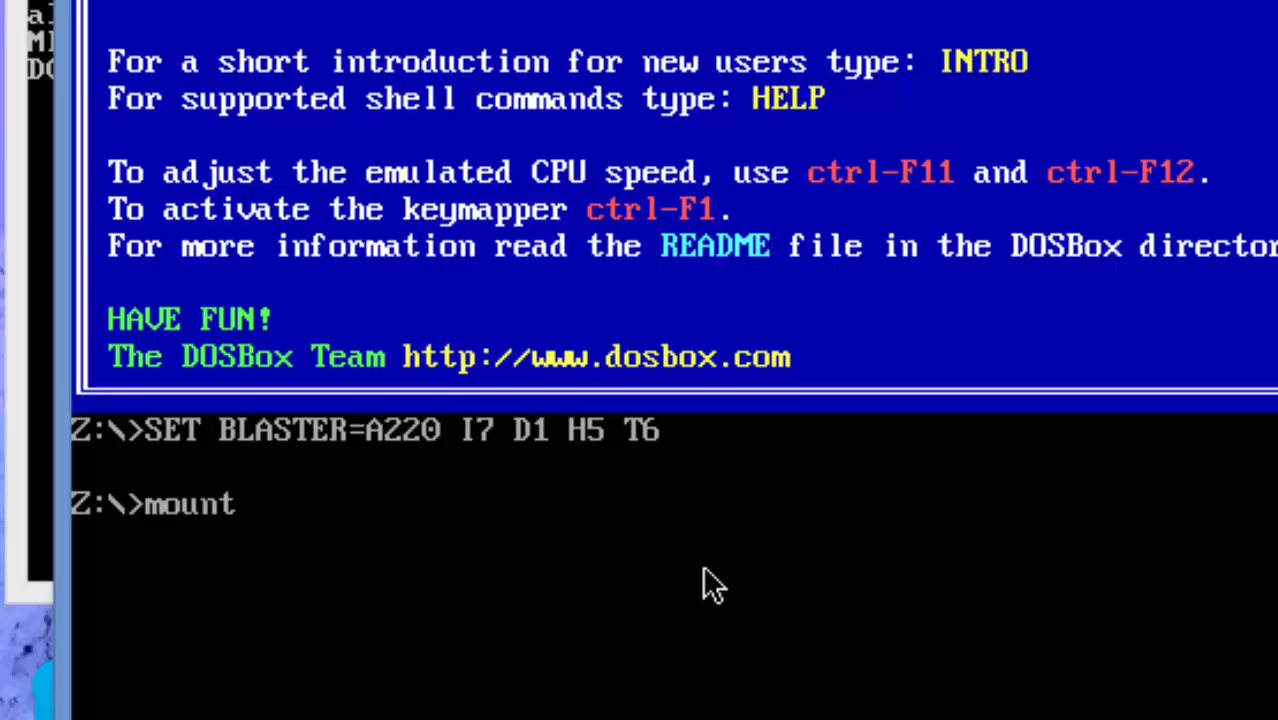 For a short introduction for new users type: INTRO
For supported shell commands type: HELP
To adjust the emulated CPU speed, use ctrl-F11 and ctrl-F12.
To activate the keymapper ctrl-F1.
For more information read the README file in the DOSBox director
HAVE FUN!
The DOSBox Team http://www.dosbox.com
Z:\>SET BLASTER=A220 I7 D1 H5 T6
Z:\>mount